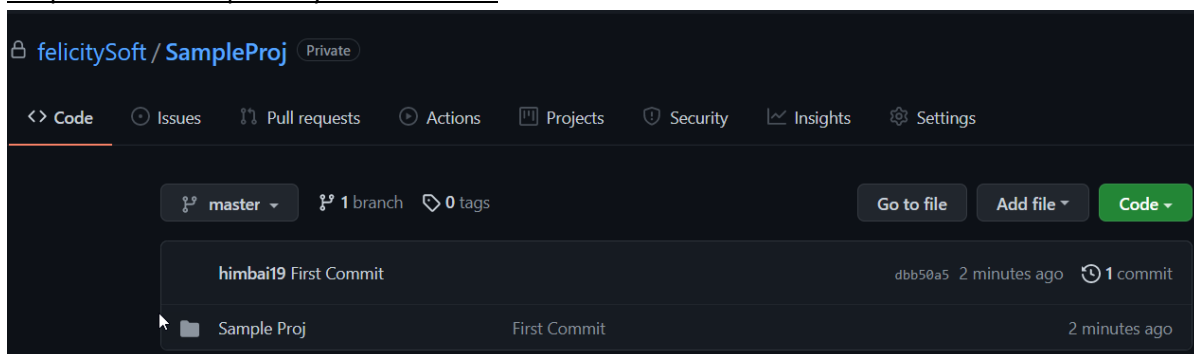 felicitySoft / SampleProj Private
<> Code Issues Pull requests Actions Projects Security Insights Settings
master 1 branch 0 tags Go to file Add file Code
himbai19 First Commit dbb50a5 2 minutes ago 1 commit
Sample Proj First Commit 2 minutes ago